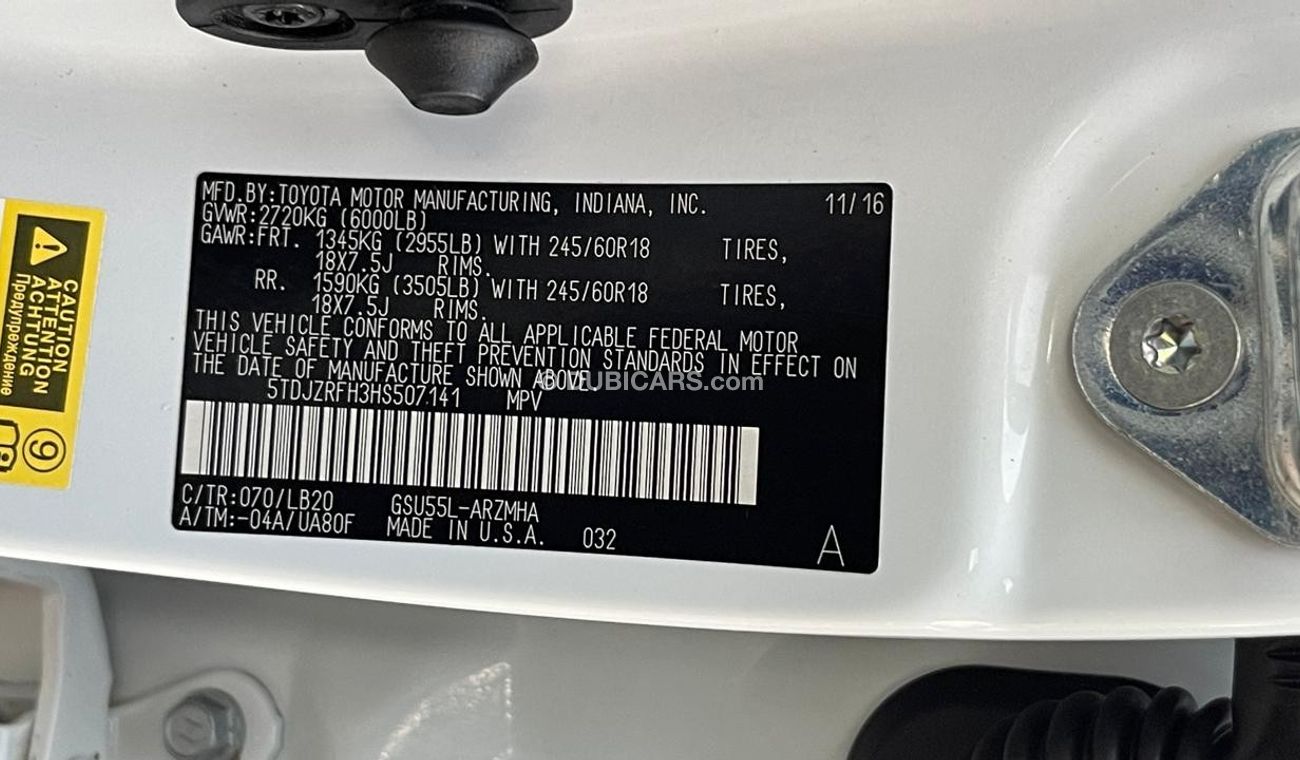 MFD.BY:TOYOTA MOTOR MANUFACTURING, INDIANA, INC. 11/16
GVWR:2720KG (6000LB)
GAWR:FRT. 1345KG (2955LB) WITH 245/60R18 TIRES,
18X7.5J RIMS.
RR. 1590KG (3505LB) WITH 245/60R18 TIRES,
18X7.5J RIMS.
THIS VEHICLE CONFORMS TO ALL APPLICABLE FEDERAL MOTOR
VEHICLE SAFETY AND THEFT PREVENTION STANDARDS IN EFFECT ON
THE DATE OF MANUFACTURE SHOWN ABOVE.
DUBICARS.COM
5TDJZRFH3HS507141 MPV
C/TR:070/LB20 GSU55L-ARZMHA
A/TM:-04A/UA80F MADE IN U.S.A. 032
A
CAUTION
ATTENTION
ACHTUNG
Предупреждение
9